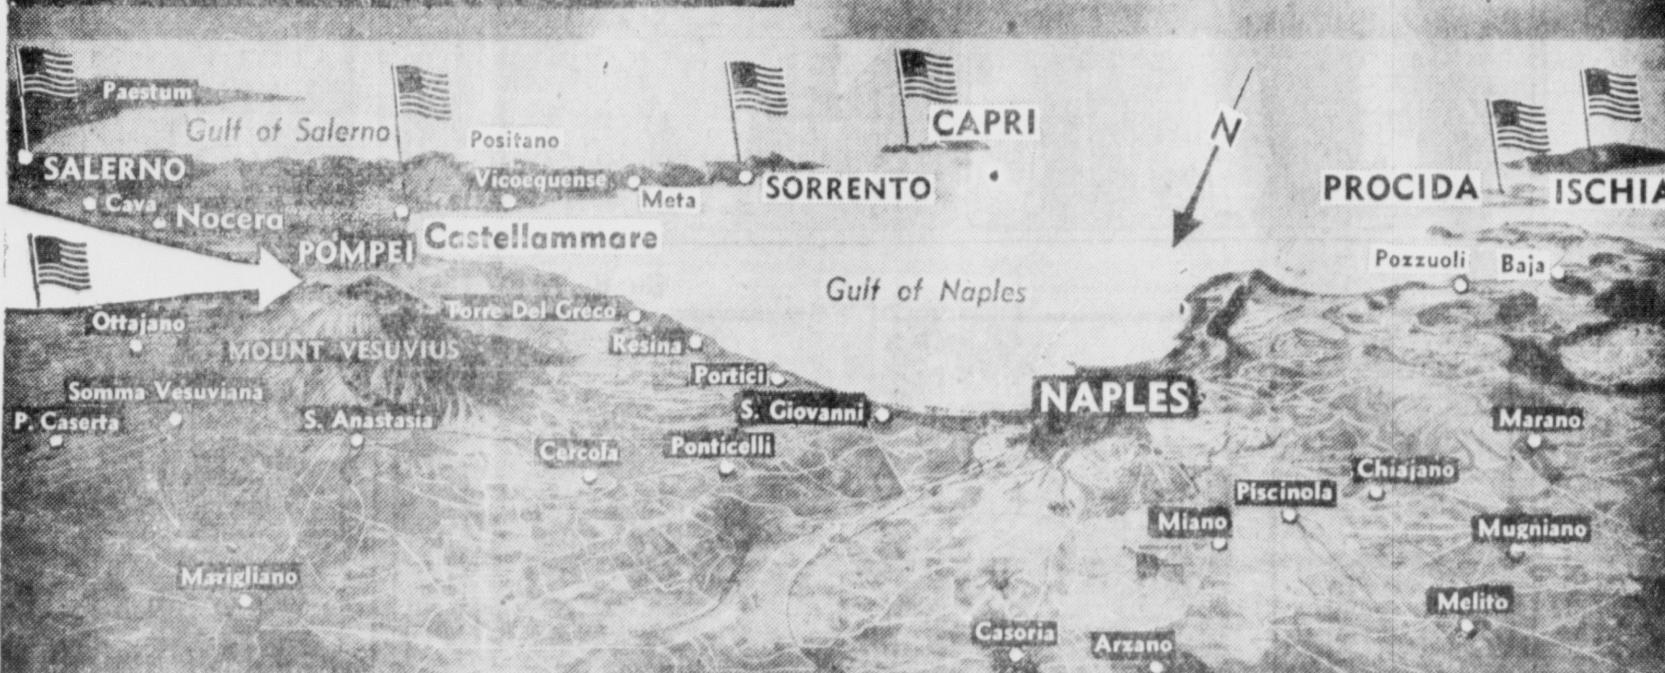 Paestum
Gulf of Salerno
CAPRI
N
Positano
SALERNO
Vicoequense
Meta
SORRENTO
PROCIDA
ISCHIA
Cava
Nocera
POMPEI
Castellammare
Pozzuoli
Baja
Gulf of Naples
Ottajano
Torre Del Greco
MOUNT VESUVIUS
Resina
Portici
Somma Vesuviana
S. Giovanni
NAPLES
P. Caserta
S. Anastasia
Marano
Cercola
Ponticelli
Chiajano
Piscinola
Miano
Mugniano
Marigliano
Melito
Casoria
Arzano